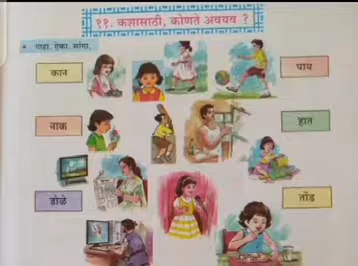 ११. कशासाठी, कोणते अवयव ?
पाहा. ऐका. सांगा.
कान
पाय
नाक
हात
डोळे
तोंड